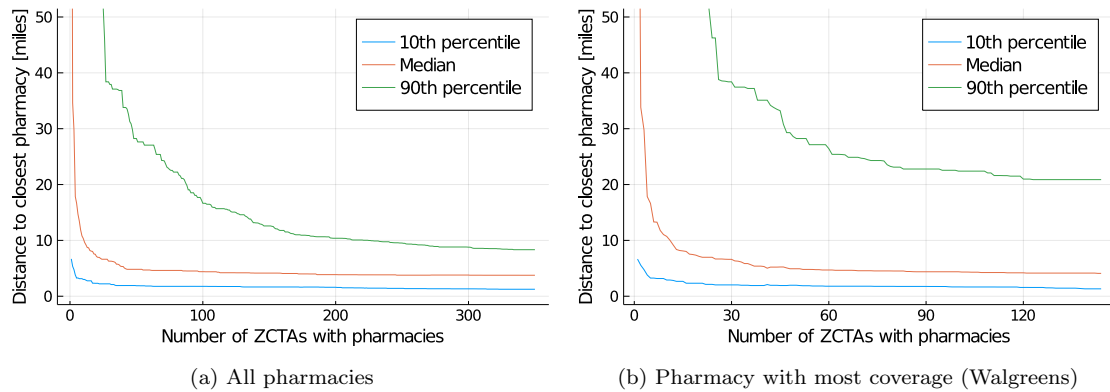 Distance to closest pharmacy [miles]
50
40
30
20
10
0
10th percentile
Median
90th percentile
0
100
200
300
Number of ZCTAs with pharmacies
(a) All pharmacies
Distance to closest pharmacy [miles]
50
40
30
20
10
0
10th percentile
Median
90th percentile
0
30
60
90
120
Number of ZCTAs with pharmacies
(b) Pharmacy with most coverage (Walgreens)